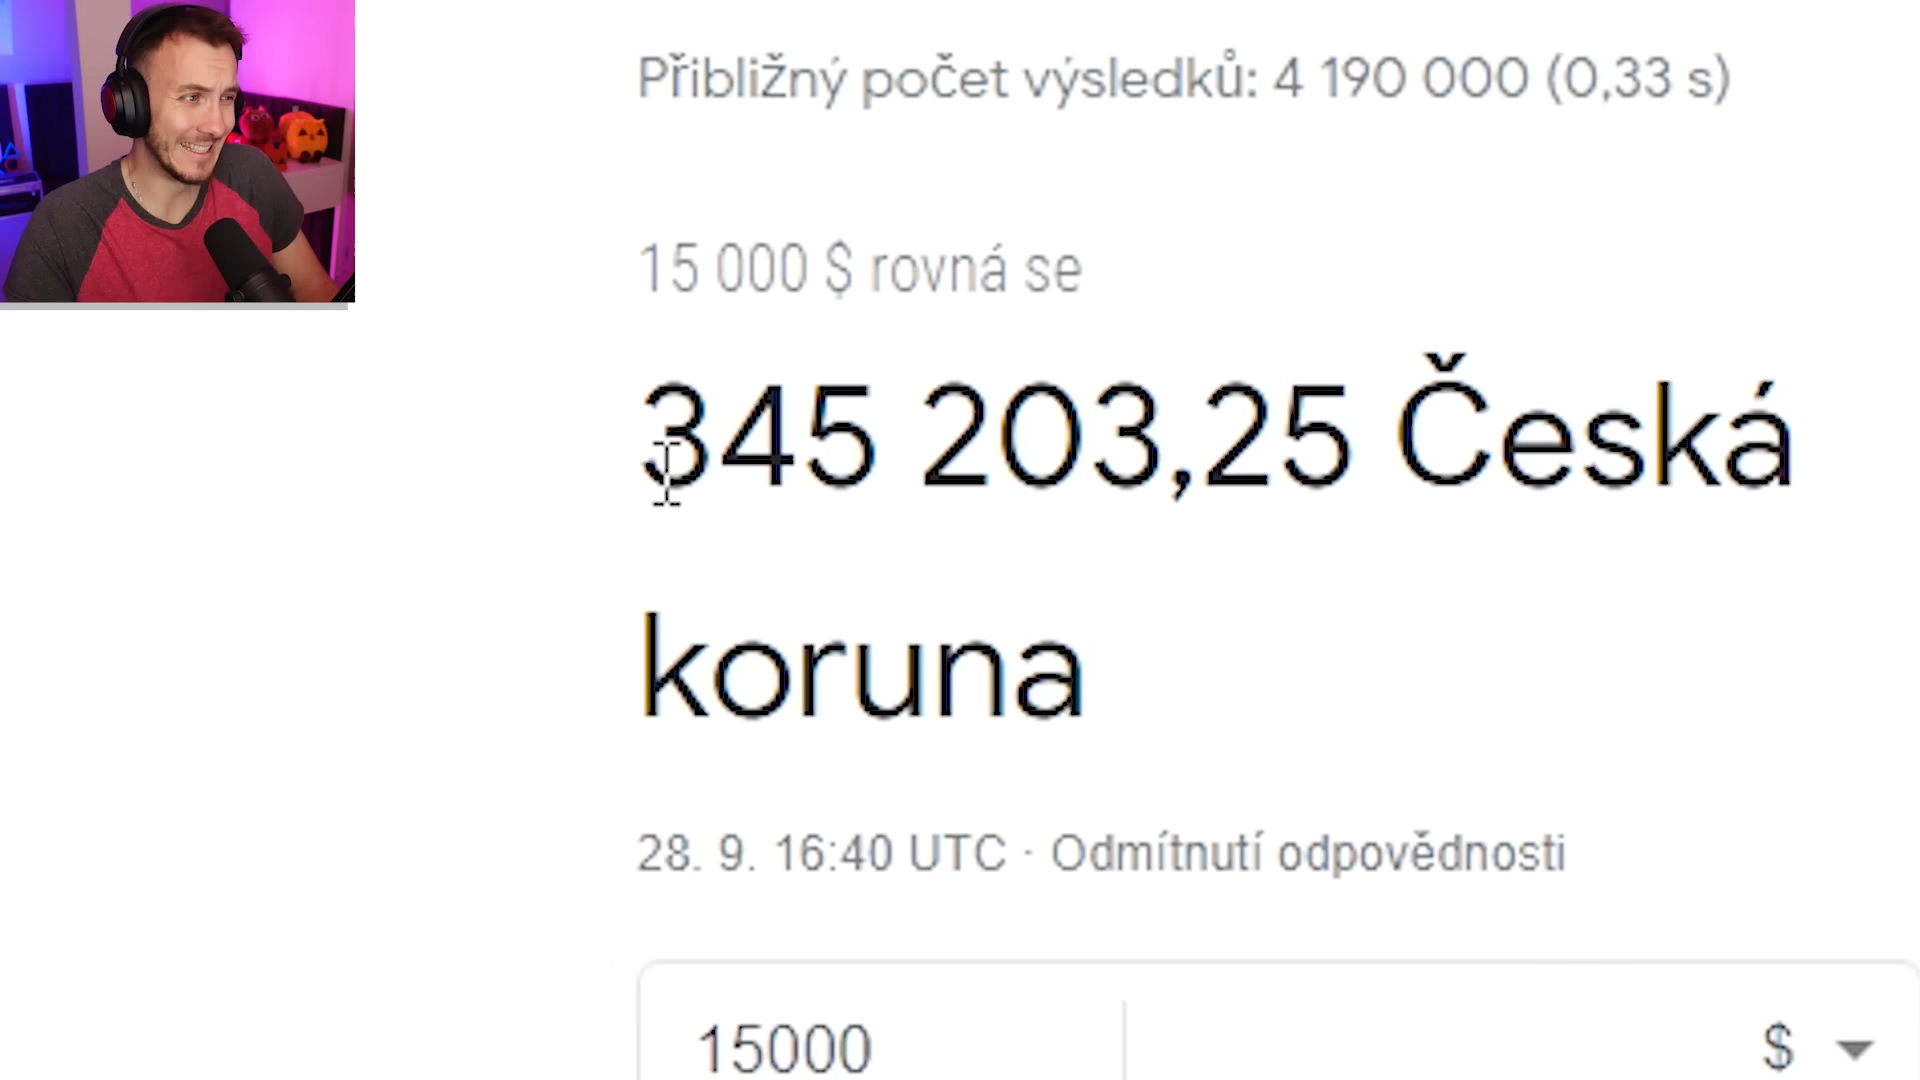 Přibližný počet výsledků: 4 190 000 (0,33 s)
15 000 $ rovná se
345 203,25 Česká
koruna
28. 9. 16:40 UTC · Odmítnutí odpovědnosti
15000 $